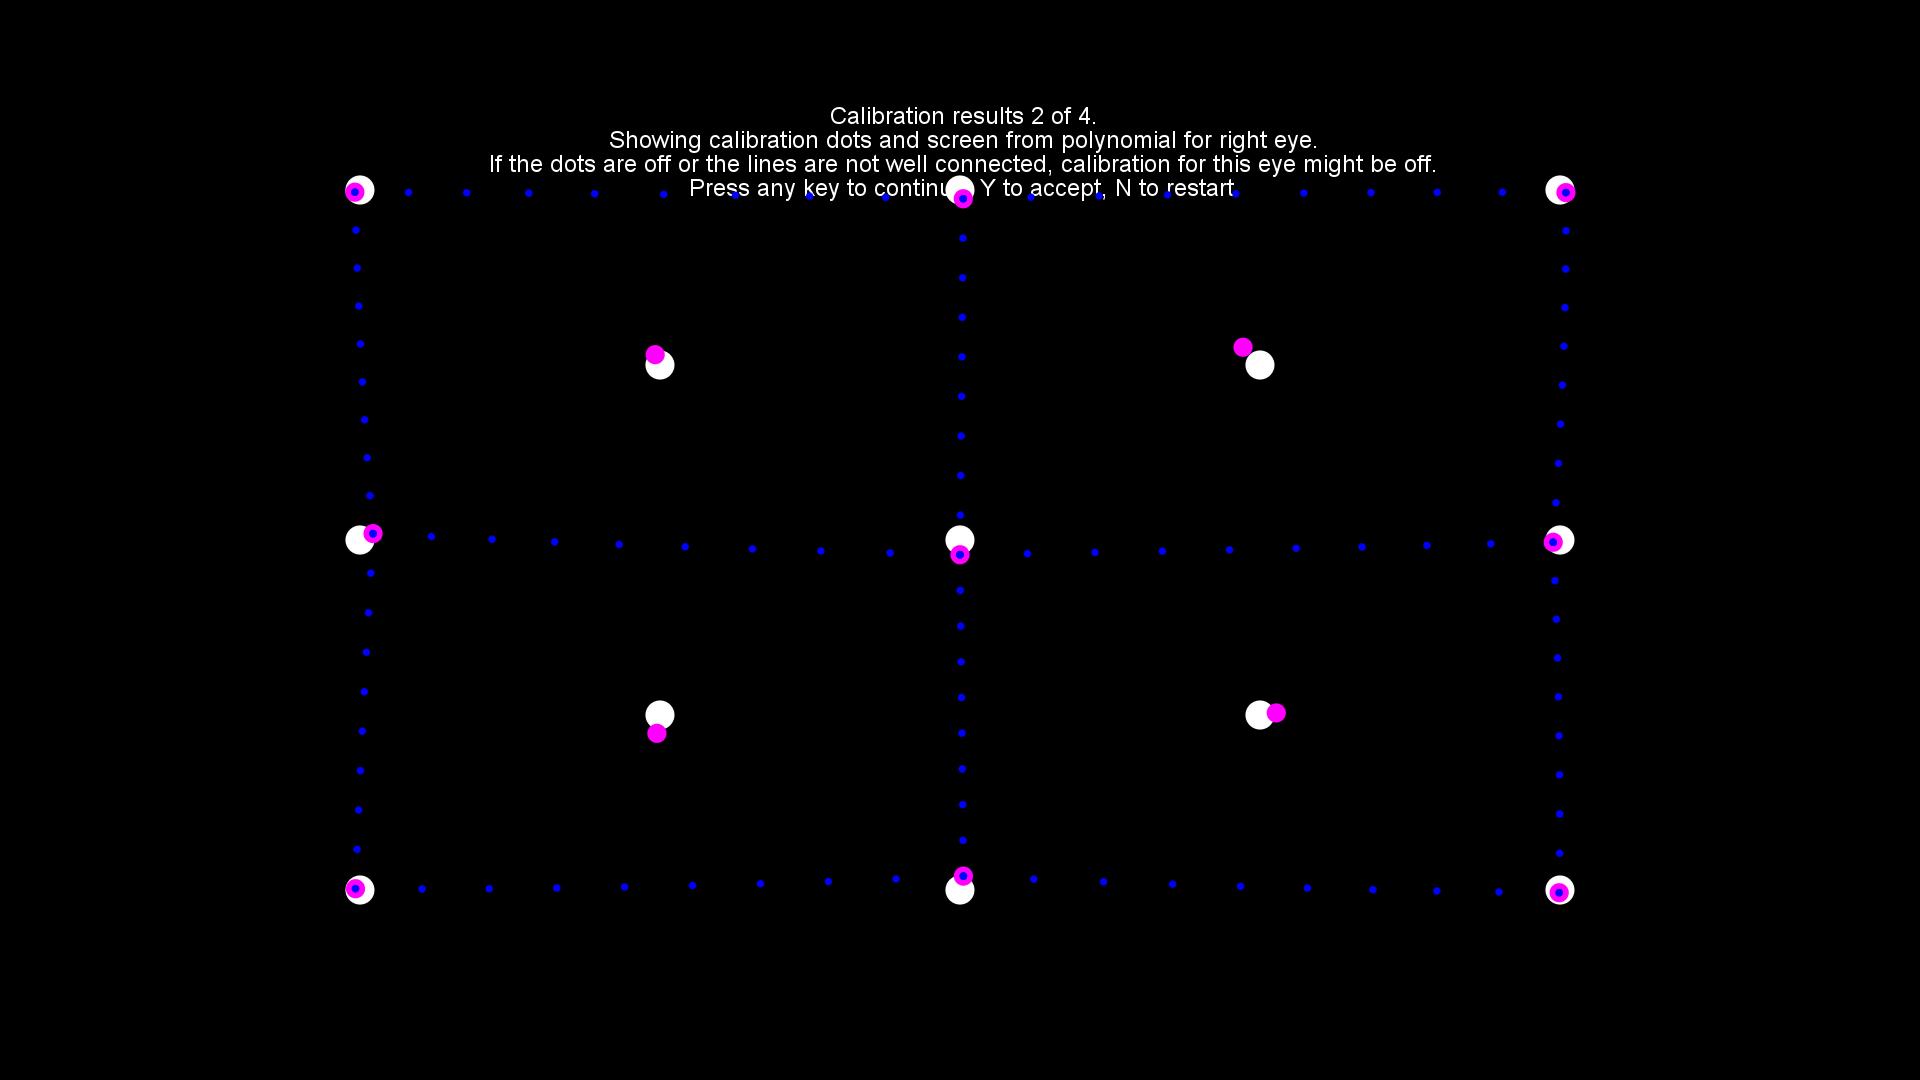 Calibration results 2 of 4.
Showing calibration dots and screen from polynomial for right eye.
If the dots are off or the lines are not well connected, calibration for this eye might be off.
Press any key to continue, Y to accept, N to restart